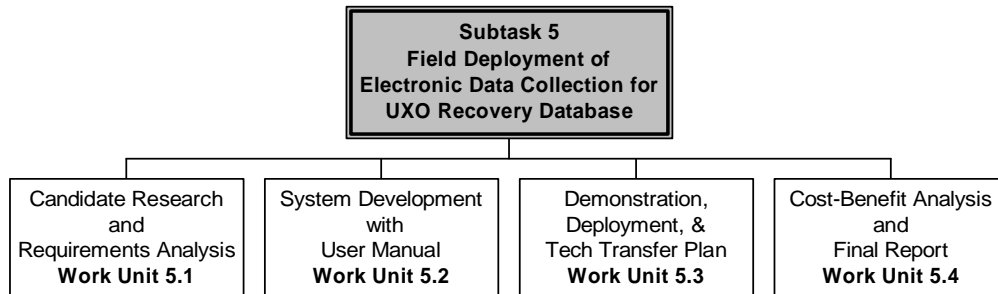 Subtask 5
Field Deployment of
Electronic Data Collection for
UXO Recovery Database
Candidate Research
and
Requirements Analysis
Work Unit 5.1
System Development
with
User Manual
Work Unit 5.2
Demonstration,
Deployment, &
Tech Transfer Plan
Work Unit 5.3
Cost-Benefit Analysis
and
Final Report
Work Unit 5.4